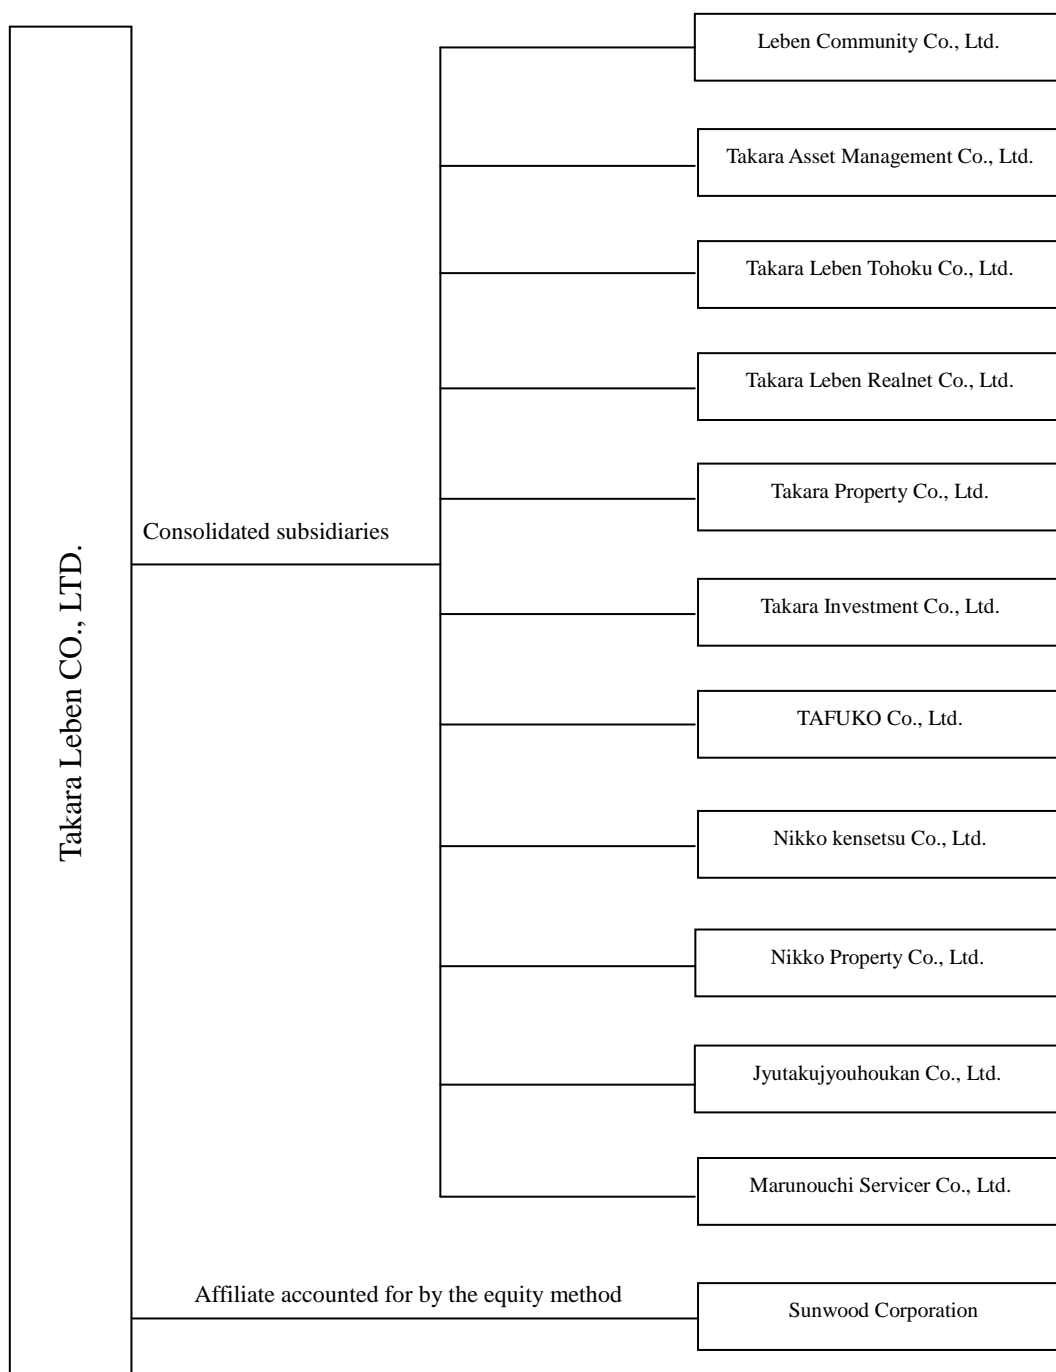 Takara Leben CO., LTD.
Consolidated subsidiaries
Leben Community Co., Ltd.
Takara Asset Management Co., Ltd.
Takara Leben Tohoku Co., Ltd.
Takara Leben Realnet Co., Ltd.
Takara Property Co., Ltd.
Takara Investment Co., Ltd.
TAFUKO Co., Ltd.
Nikko kensetsu Co., Ltd.
Nikko Property Co., Ltd.
Jyutakujyouhoukan Co., Ltd.
Marunouchi Servicer Co., Ltd.
Affiliate accounted for by the equity method
Sunwood Corporation